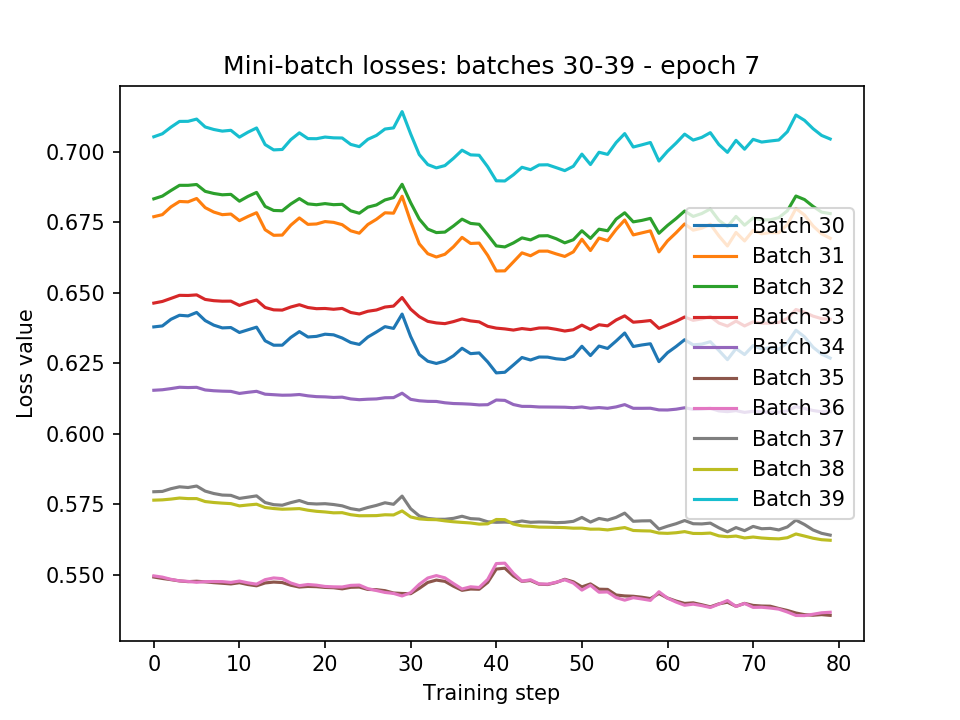 Mini-batch losses: batches 30-39 - epoch 7
Loss value
0.700
0.675
0.650
0.625
0.600
0.575
0.550
Batch 30
Batch 31
Batch 32
Batch 33
Batch 34
Batch 35
Batch 36
Batch 37
Batch 38
Batch 39
0 10 20 30 40 50 60 70 80
Training step